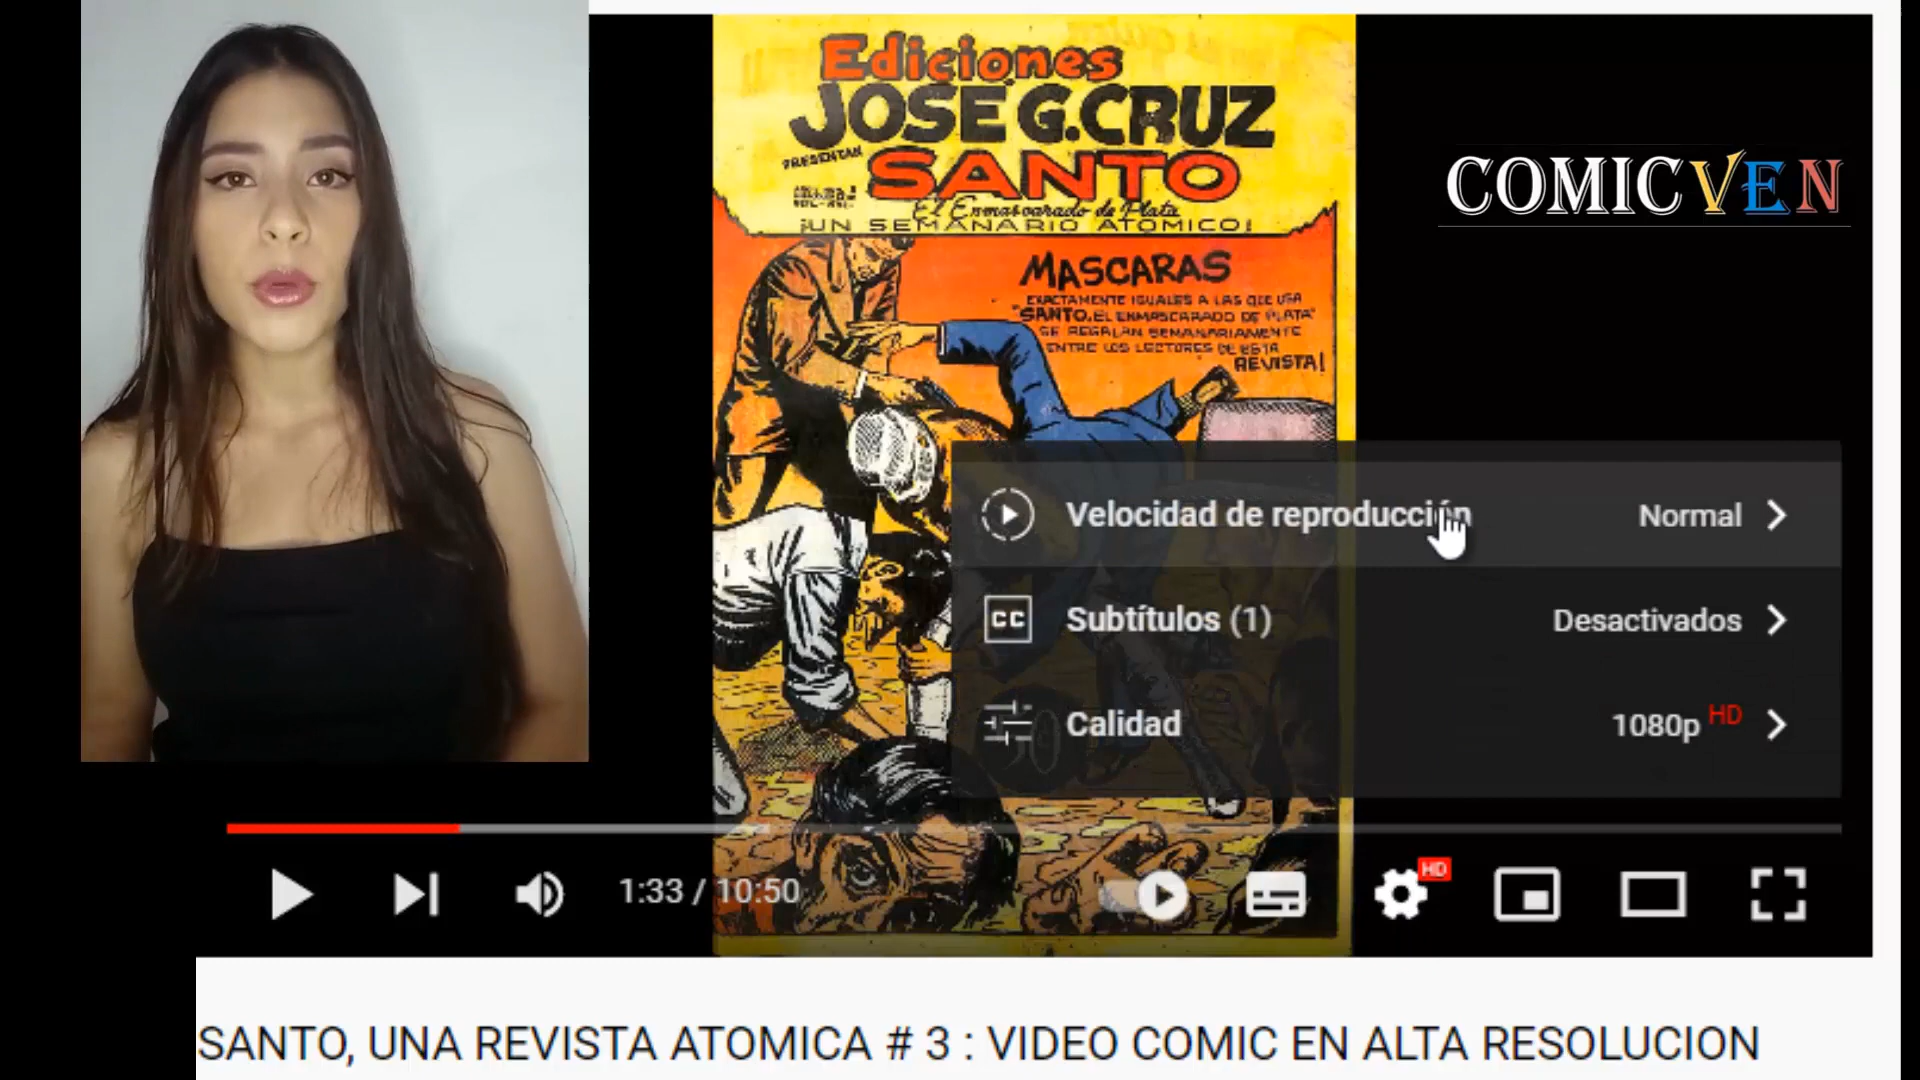 Ediciones
JOSE G. CRUZ
PRESENTAN
SANTO
El Enmascarado de Plata
¡UN SEMANARIO ATOMICO!
COMICVEN
MASCARAS
EXACTAMENTE IGUALES A LAS QUE USA
"SANTO, EL ENMASCARADO DE PLATA"
SE REGALAN SEMANARIAMENTE
ENTRE LOS LECTORES DE ESTA
REVISTA!
Velocidad de reproducción Normal
CC Subtítulos (1) Desactivados
Calidad 1080p HD
1:33 / 10:50
HD
SANTO, UNA REVISTA ATOMICA # 3 : VIDEO COMIC EN ALTA RESOLUCION